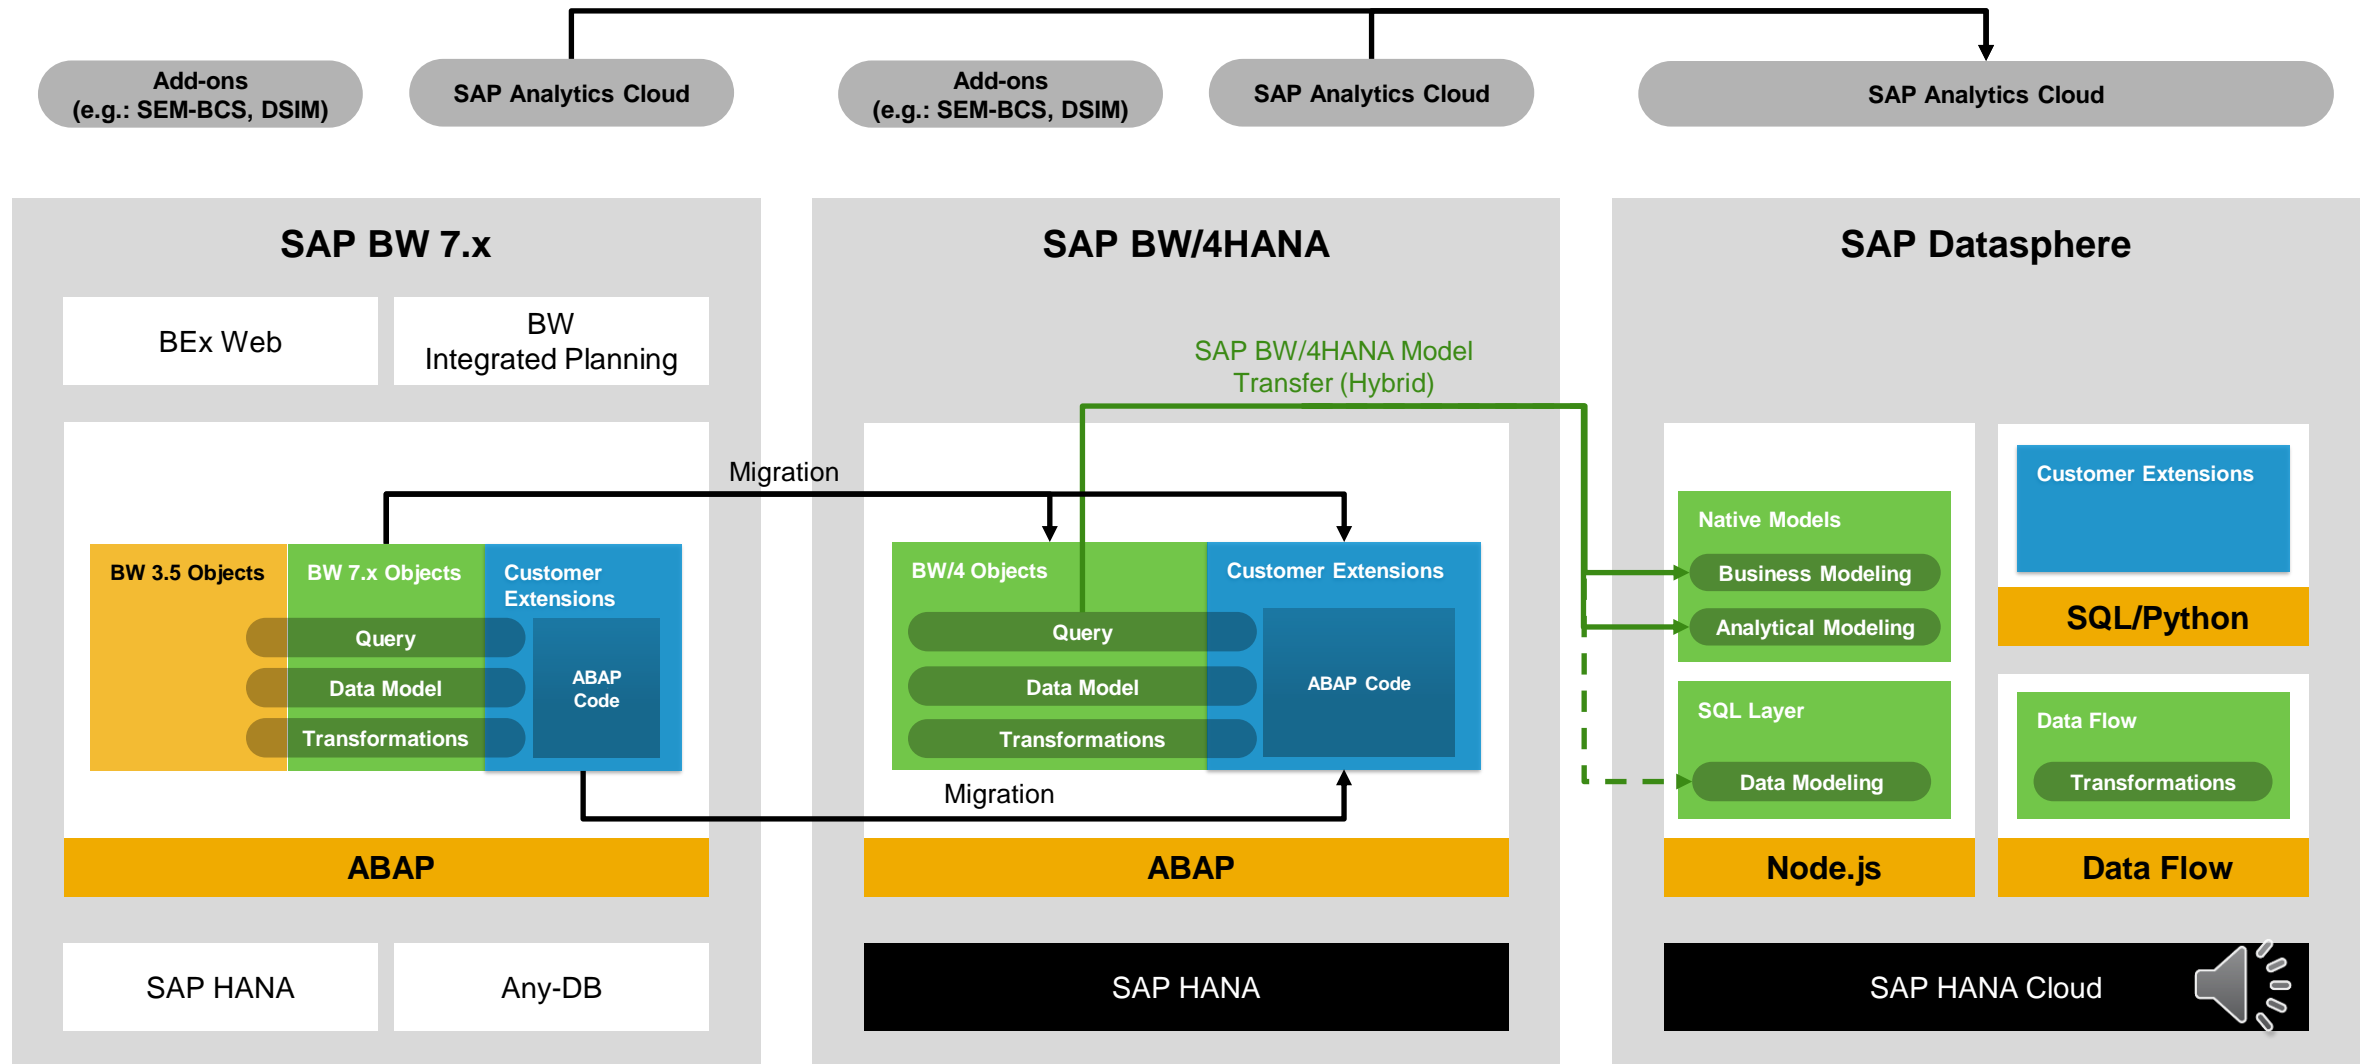 Add-ons
(e.g.: SEM-BCS, DSIM)
SAP Analytics Cloud
Add-ons
(e.g.: SEM-BCS, DSIM)
SAP Analytics Cloud
SAP Analytics Cloud
SAP BW 7.x
BEx Web
BW
Integrated Planning
Migration
BW 3.5 Objects
BW 7.x Objects
Customer
Extensions
Query
Data Model
Transformations
ABAP
Code
ABAP
SAP HANA
Any-DB
SAP BW/4HANA
SAP BW/4HANA Model
Transfer (Hybrid)
BW/4 Objects
Customer Extensions
Query
Data Model
Transformations
ABAP Code
Migration
ABAP
SAP HANA
SAP Datasphere
Native Models
Business Modeling
Analytical Modeling
SQL Layer
Data Modeling
Node.js
Customer Extensions
SQL/Python
Data Flow
Transformations
Data Flow
SAP HANA Cloud